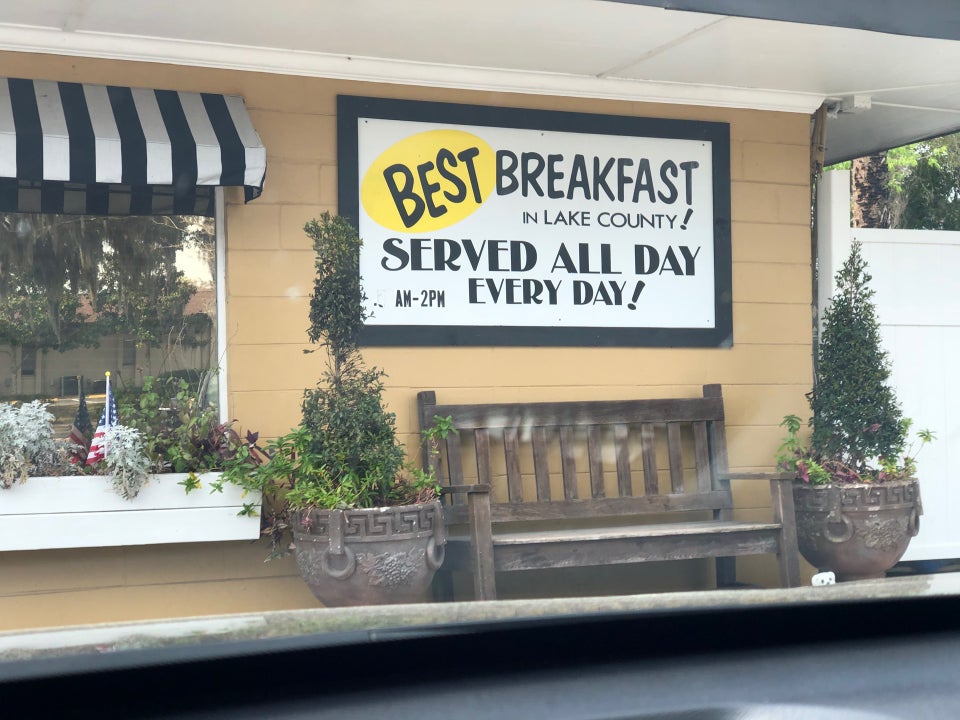 BEST BREAKFAST
IN LAKE COUNTY!
SERVED ALL DAY
AM-2PM EVERY DAY!